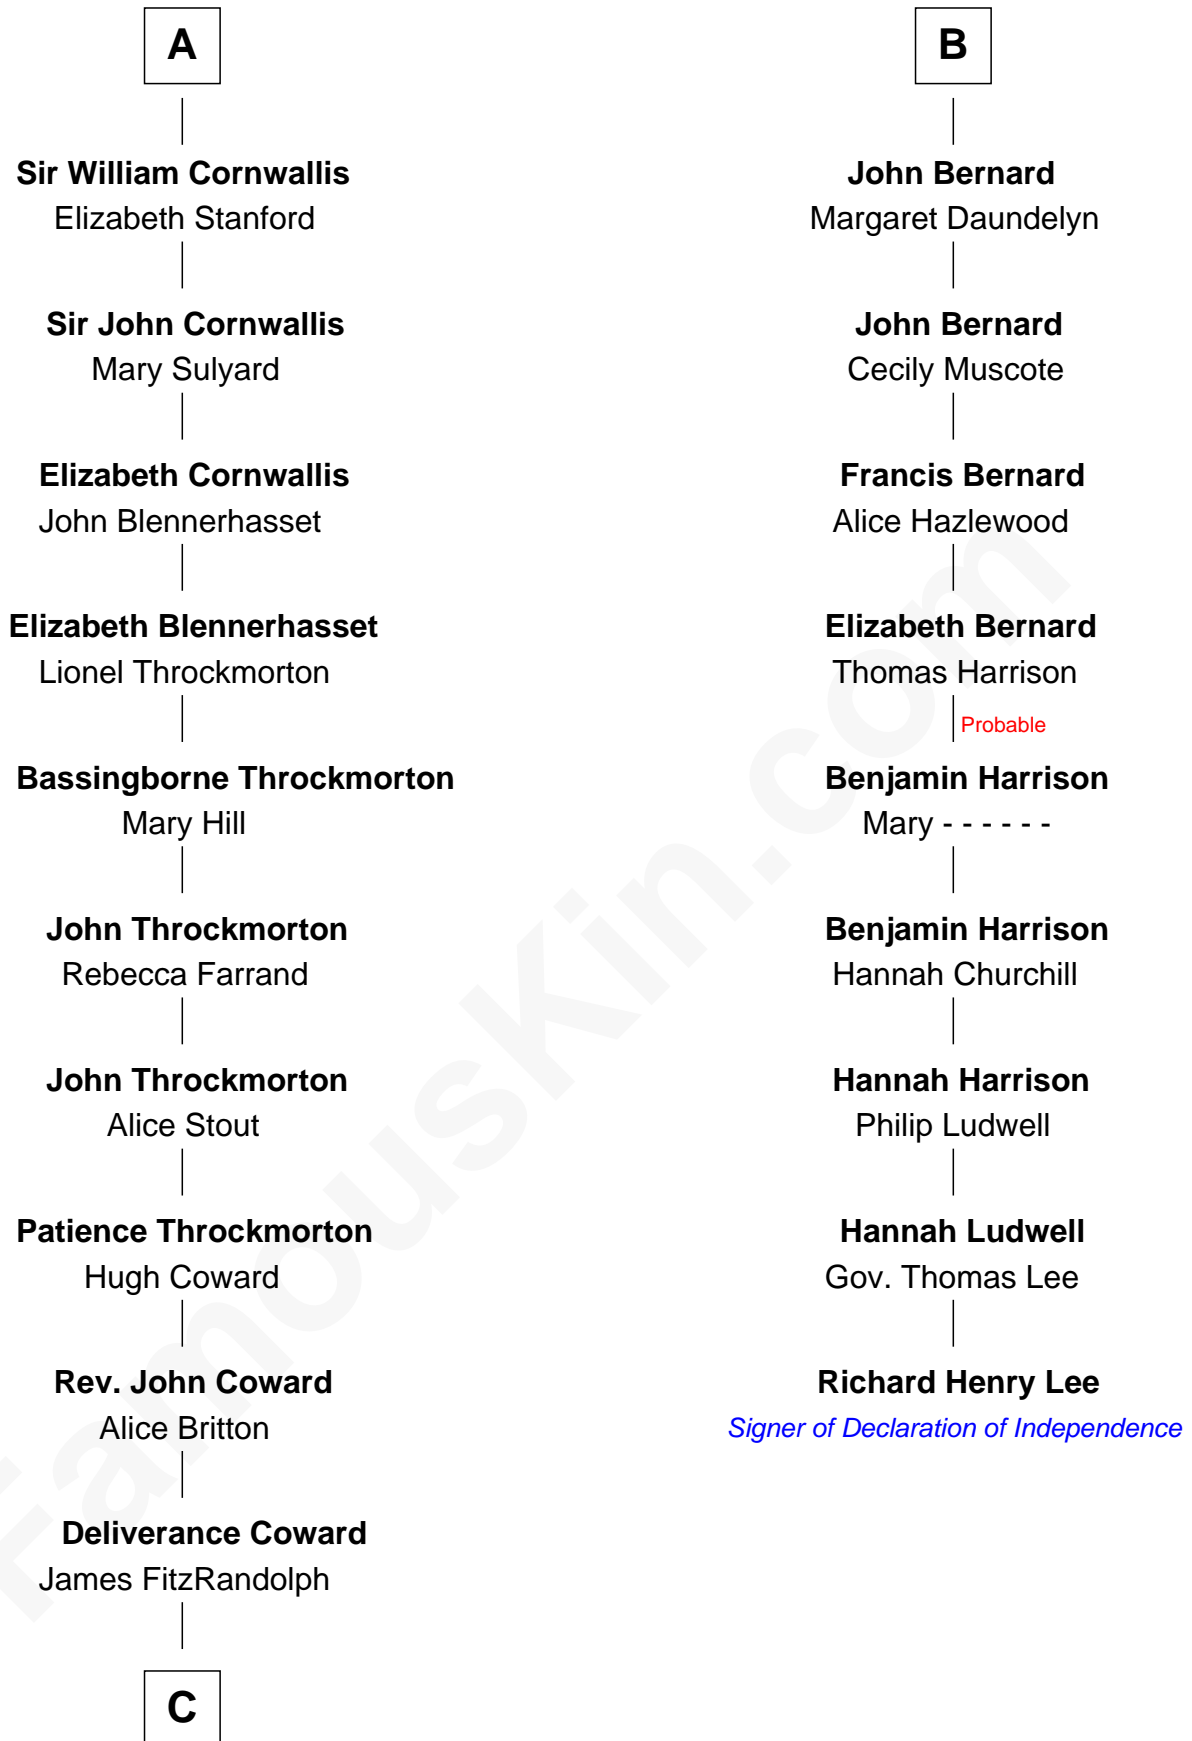 A
Sir William Cornwallis
Elizabeth Stanford
Sir John Cornwallis
Mary Sulyard
Elizabeth Cornwallis
John Blennerhasset
Elizabeth Blennerhasset
Lionel Throckmorton
Bassingborne Throckmorton
Mary Hill
John Throckmorton
Rebecca Farrand
John Throckmorton
Alice Stout
Patience Throckmorton
Hugh Coward
Rev. John Coward
Alice Britton
Deliverance Coward
James FitzRandolph
C
B
John Bernard
Margaret Daundelyn
John Bernard
Cecily Muscote
Francis Bernard
Alice Hazlewood
Elizabeth Bernard
Thomas Harrison
Probable
Benjamin Harrison
Mary - - - - - -
Benjamin Harrison
Hannah Churchill
Hannah Harrison
Philip Ludwell
Hannah Ludwell
Gov. Thomas Lee
Richard Henry Lee
Signer of Declaration of Independence
FamousKin.com